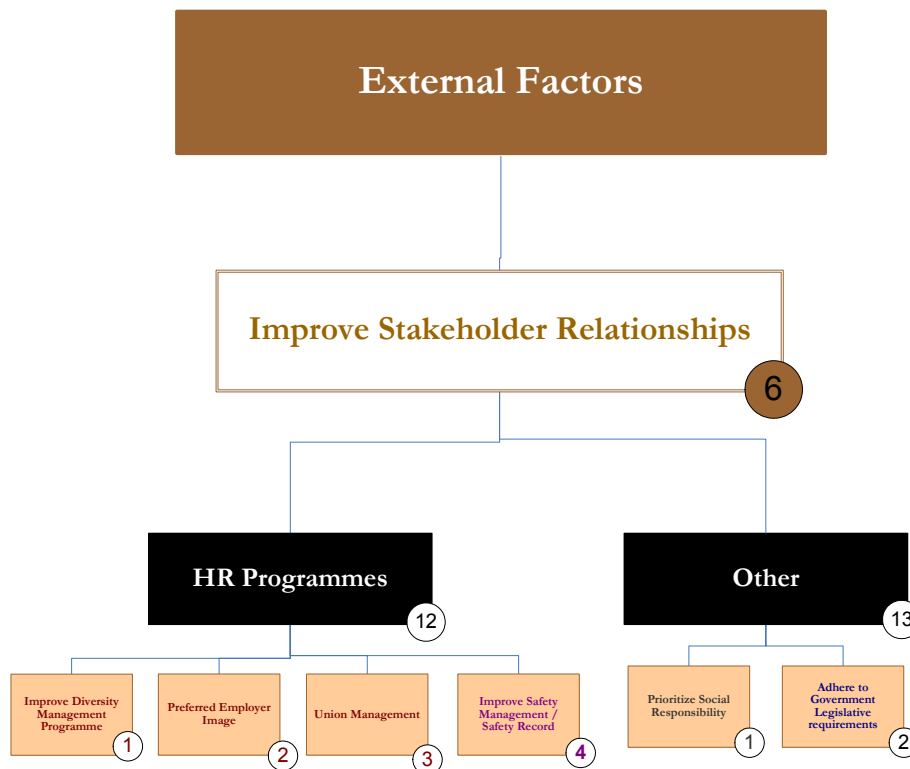 External Factors
Improve Stakeholder Relationships
6
HR Programmes
12
Other
13
Improve Diversity
Management
Programme
1
Preferred Employer
Image
2
Union Management
3
Improve Safety
Management /
Safety Record
4
Prioritize Social
Responsibility
1
Adhere to
Government
Legislative
requirements
2